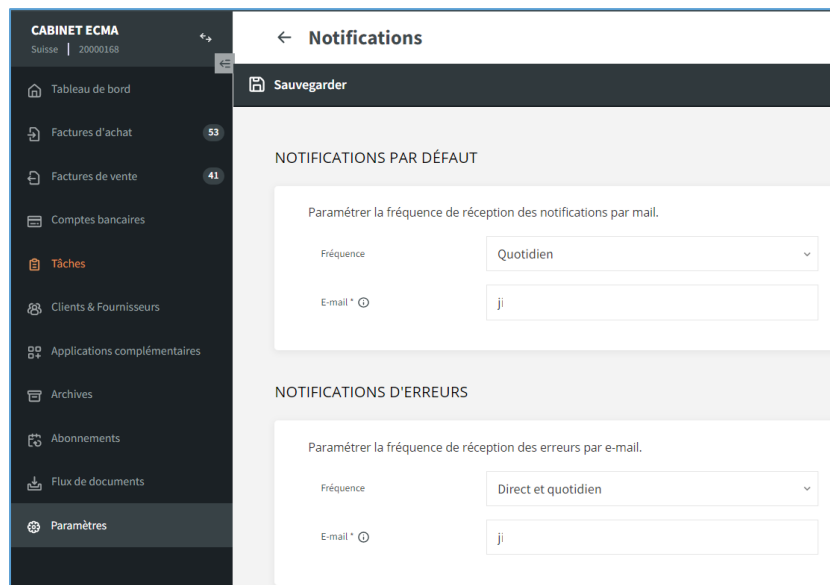 CABINET ECMA
Suisse | 20000168
Tableau de bord
Factures d'achat 53
Factures de vente 41
Comptes bancaires
Tâches
Clients & Fournisseurs
Applications complémentaires
Archives
Abonnements
Flux de documents
Paramètres
← Notifications
Sauvegarder
NOTIFICATIONS PAR DÉFAUT
Paramétrer la fréquence de réception des notifications par mail.
Fréquence Quotidien
E-mail * ji
NOTIFICATIONS D'ERREURS
Paramétrer la fréquence de réception des erreurs par e-mail.
Fréquence Direct et quotidien
E-mail * ji